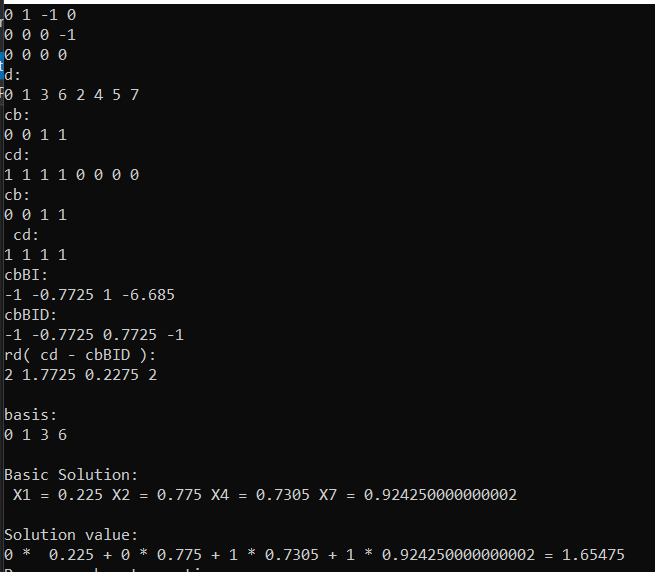 0 1 -1 0
0 0 0 -1
0 0 0 0
d:
0 1 3 6 2 4 5 7
cb:
0 0 1 1
cd:
1 1 1 1 0 0 0 0
cb:
0 0 1 1
cd:
1 1 1 1
cbBI:
-1 -0.7725 1 -6.685
cbBID:
-1 -0.7725 0.7725 -1
rd( cd - cbBID ):
2 1.7725 0.2275 2
basis:
0 1 3 6
Basic Solution:
X1 = 0.225 X2 = 0.775 X4 = 0.7305 X7 = 0.924250000000002
Solution value:
0 *  0.225 + 0 * 0.775 + 1 * 0.7305 + 1 * 0.924250000000002 = 1.65475